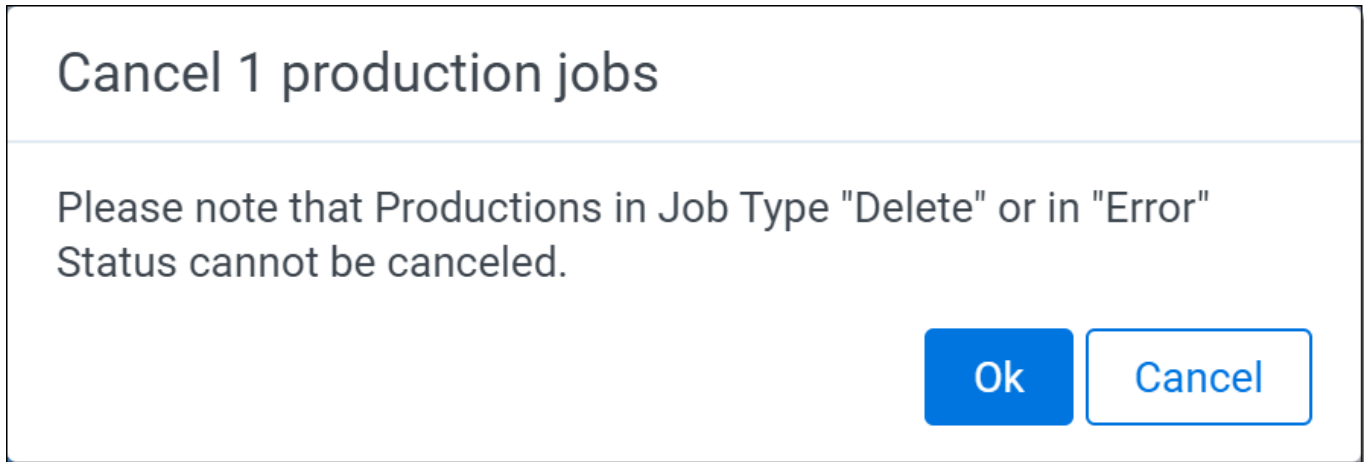 Cancel 1 production jobs
Please note that Productions in Job Type "Delete" or in "Error"
Status cannot be canceled.
Ok Cancel